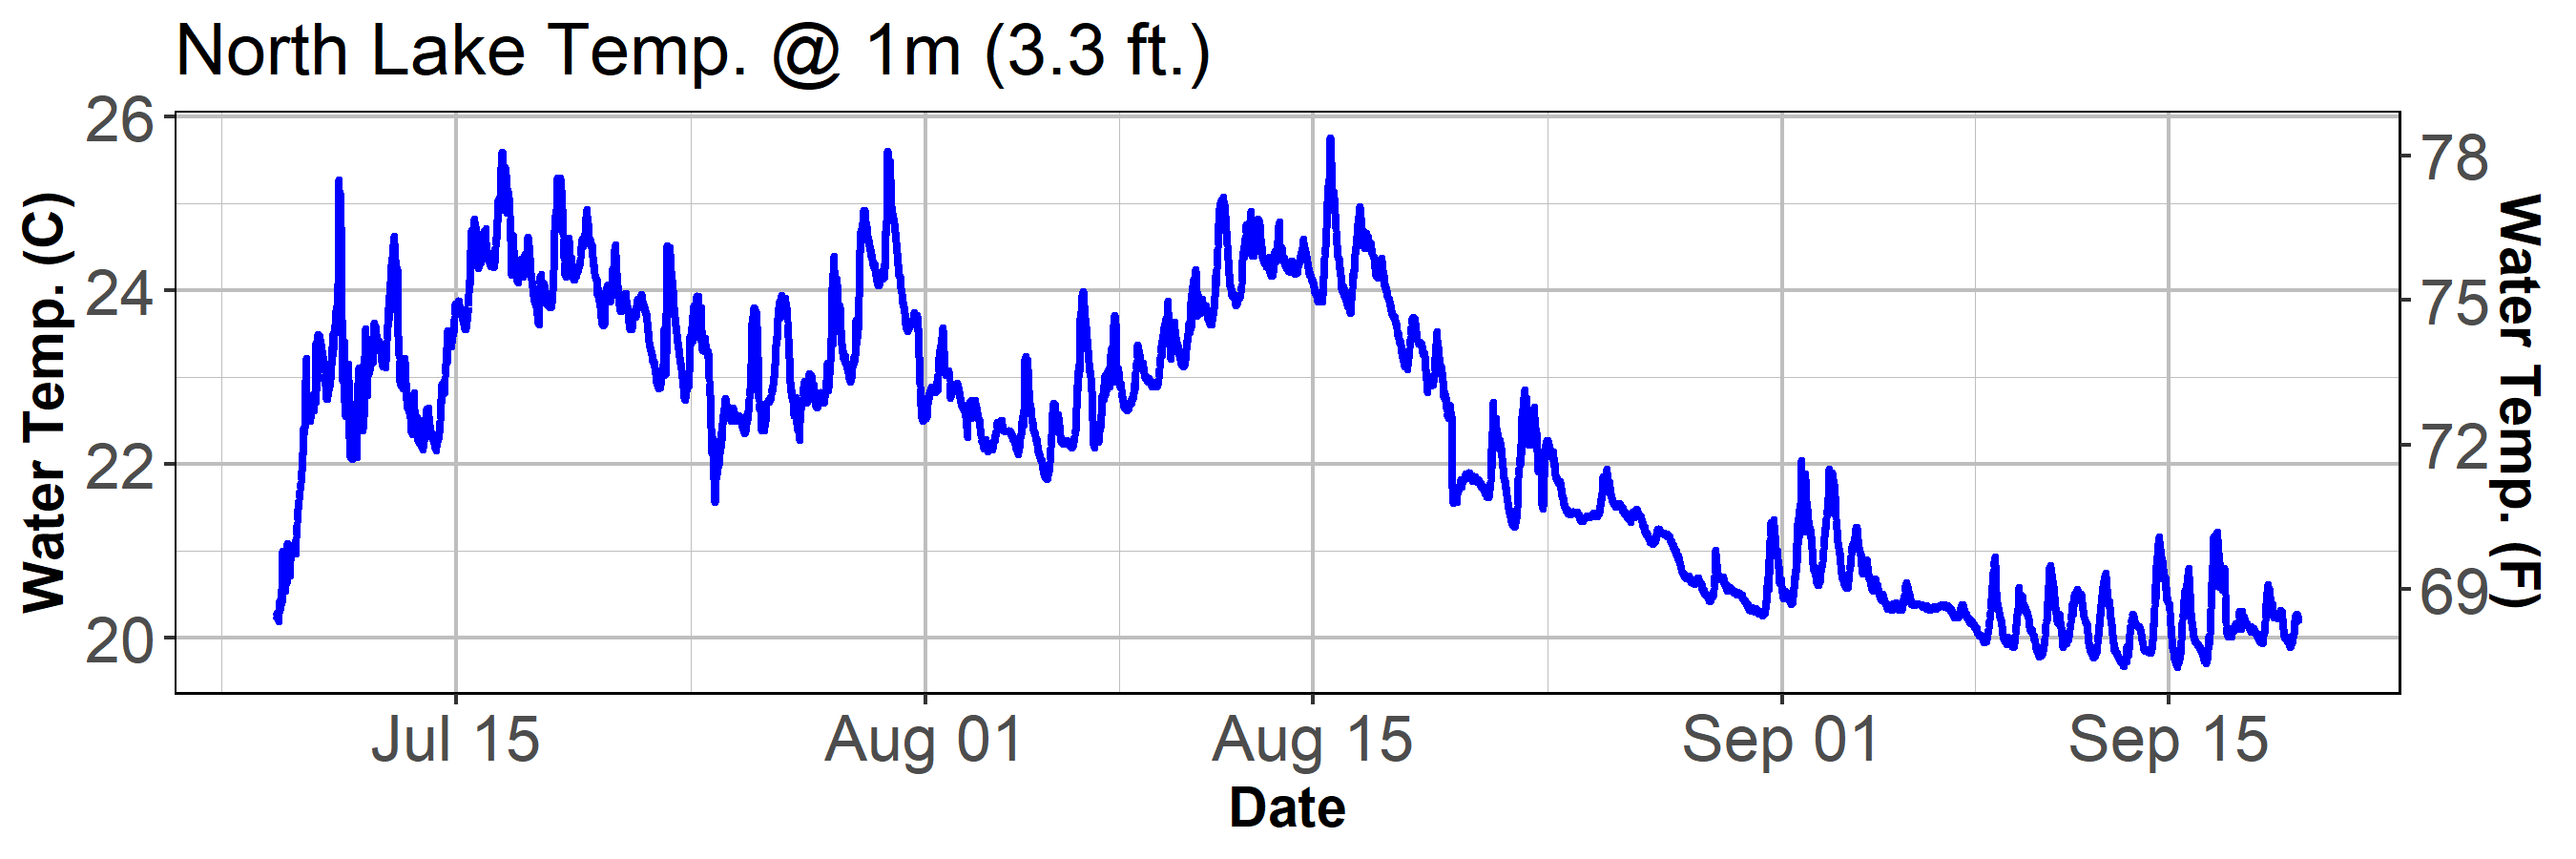 North Lake Temp. @ 1m (3.3 ft.)
Water Temp. (C)
26
24
22
20
78
75
72
69
Water Temp. (F)
Jul 15 Aug 01 Aug 15 Sep 01 Sep 15
Date